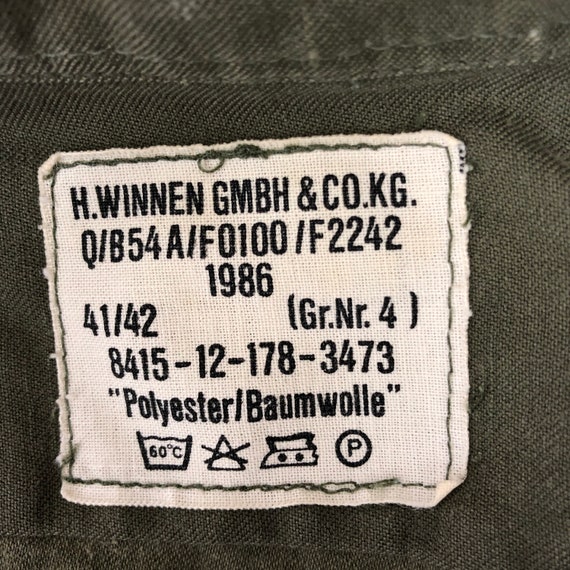 H.WINNEN GMBH & CO.KG.
Q/B54A/F0100/F2242
1986
41/42 (Gr.Nr. 4)
8415-12-178-3473
"Polyester/Baumwolle"
60°C P